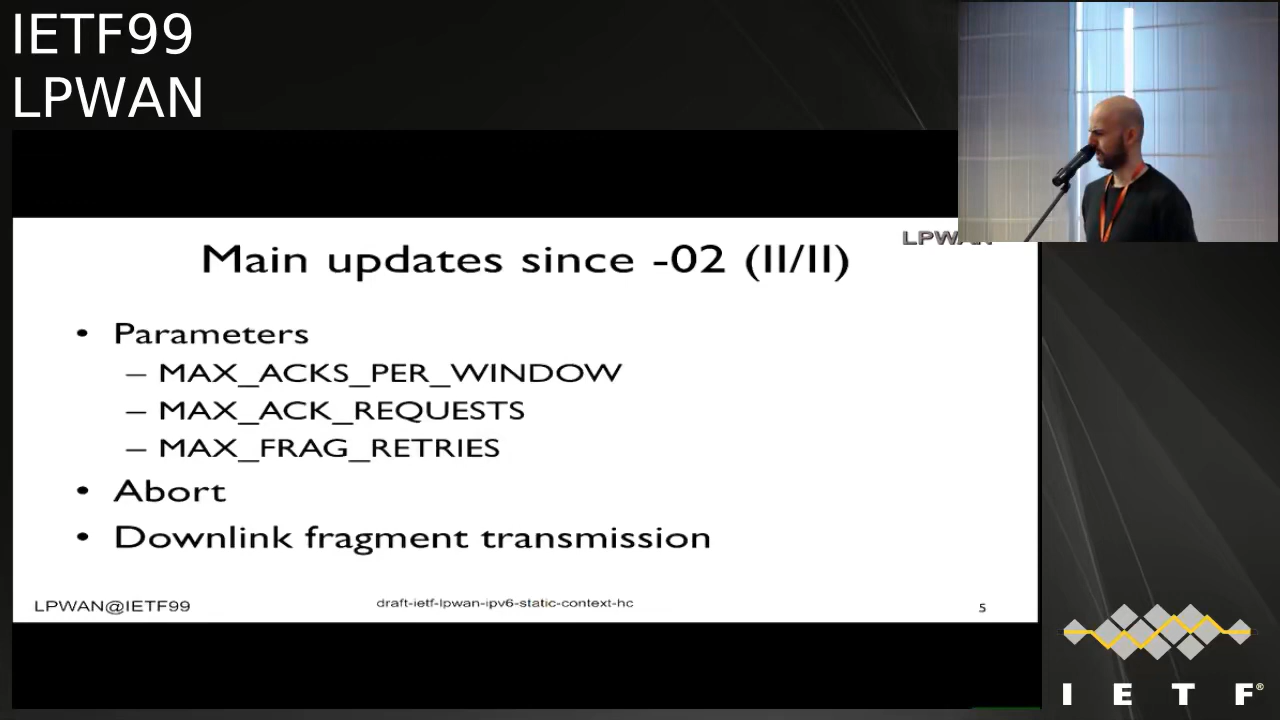 IETF99
LPWAN
LPWAN
Main updates since -02 (II/II)
• Parameters
– MAX_ACKS_PER_WINDOW
– MAX_ACK_REQUESTS
– MAX_FRAG_RETRIES
• Abort
• Downlink fragment transmission
LPWAN@IETF99
draft-ietf-lpwan-ipv6-static-context-hc
5
I E T F®